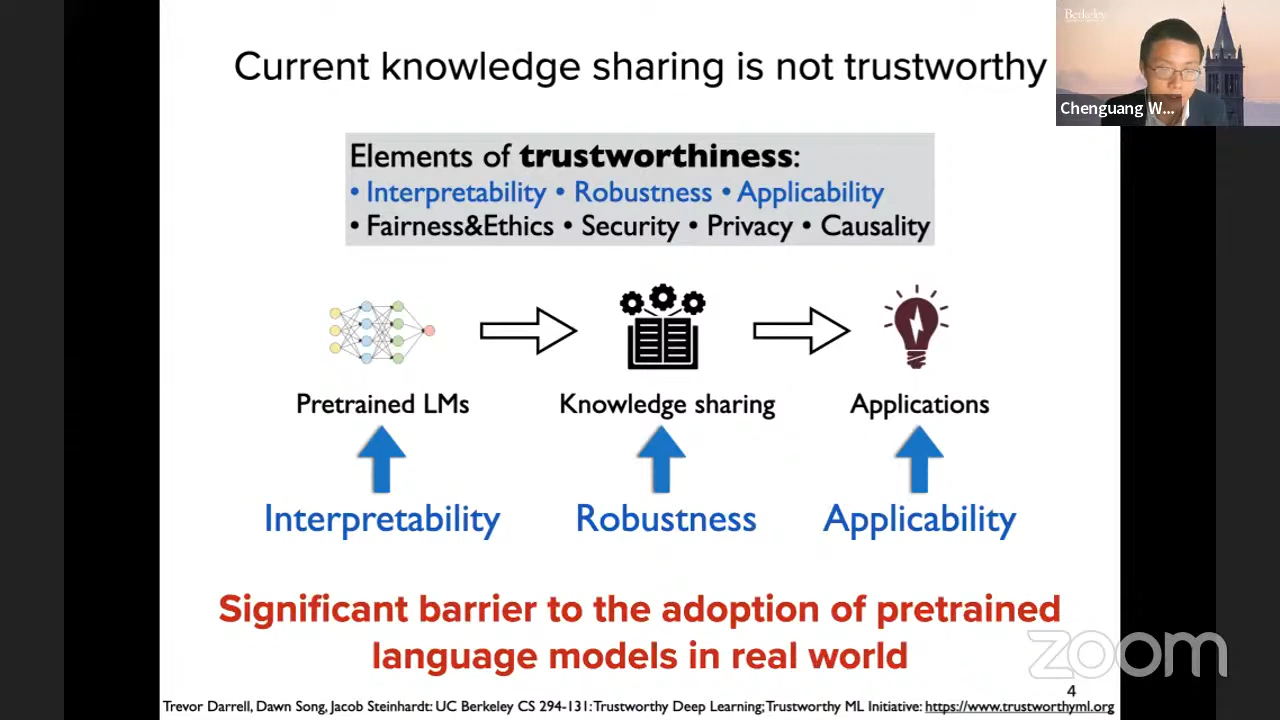 Current knowledge sharing is not trustworthy
Berkeley
Chenguang W...
Elements of trustworthiness:
• Interpretability • Robustness • Applicability
• Fairness&Ethics • Security • Privacy • Causality
Pretrained LMs
Knowledge sharing
Applications
Interpretability
Robustness
Applicability
Significant barrier to the adoption of pretrained
language models in real world
zoom
4
Trevor Darrell, Dawn Song, Jacob Steinhardt: UC Berkeley CS 294-131: Trustworthy Deep Learning; Trustworthy ML Initiative: https://www.trustworthyml.org